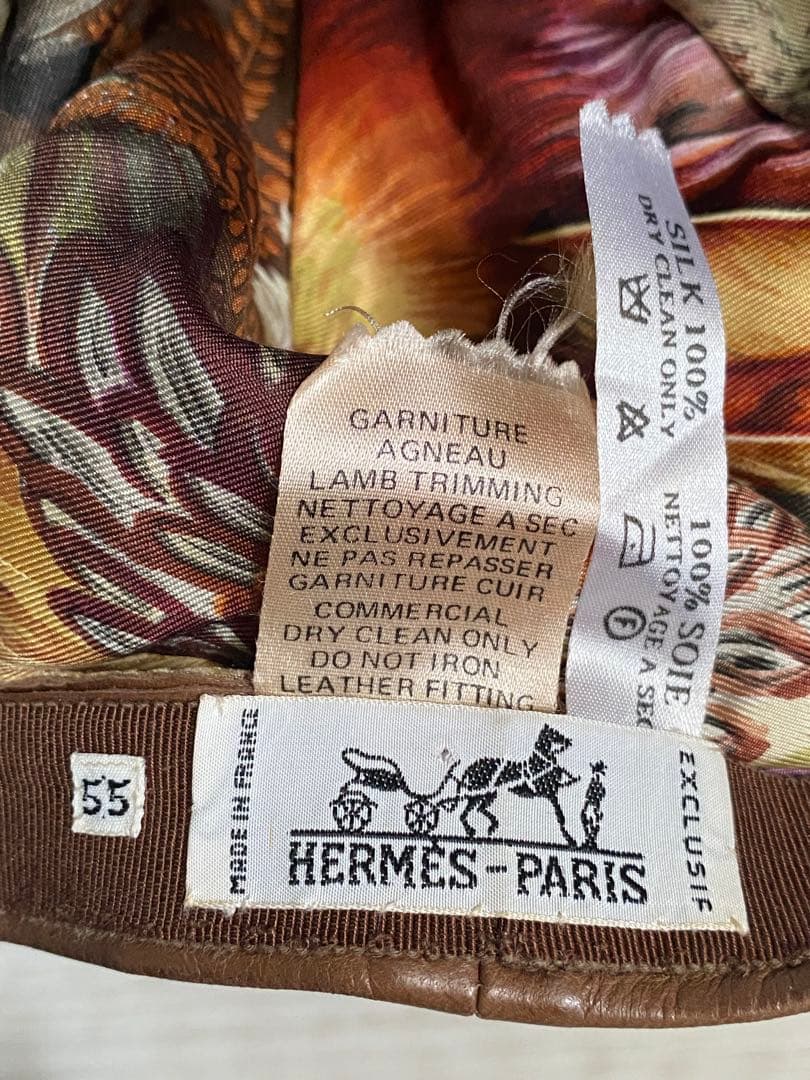 GARNITURE
AGNEAU
LAMB TRIMMING
NETTOYAGE A SEC
EXCLUSIVEMENT
NE PAS REPASSER
GARNITURE CUIR
COMMERCIAL
DRY CLEAN ONLY
DO NOT IRON
LEATHER FITTING
SILK 100%
DRY CLEAN ONLY
100% SOIE
NETTOYAGE A SEC
F
55
MADE IN FRANCE
HERMÈS-PARIS
EXCLUSIF